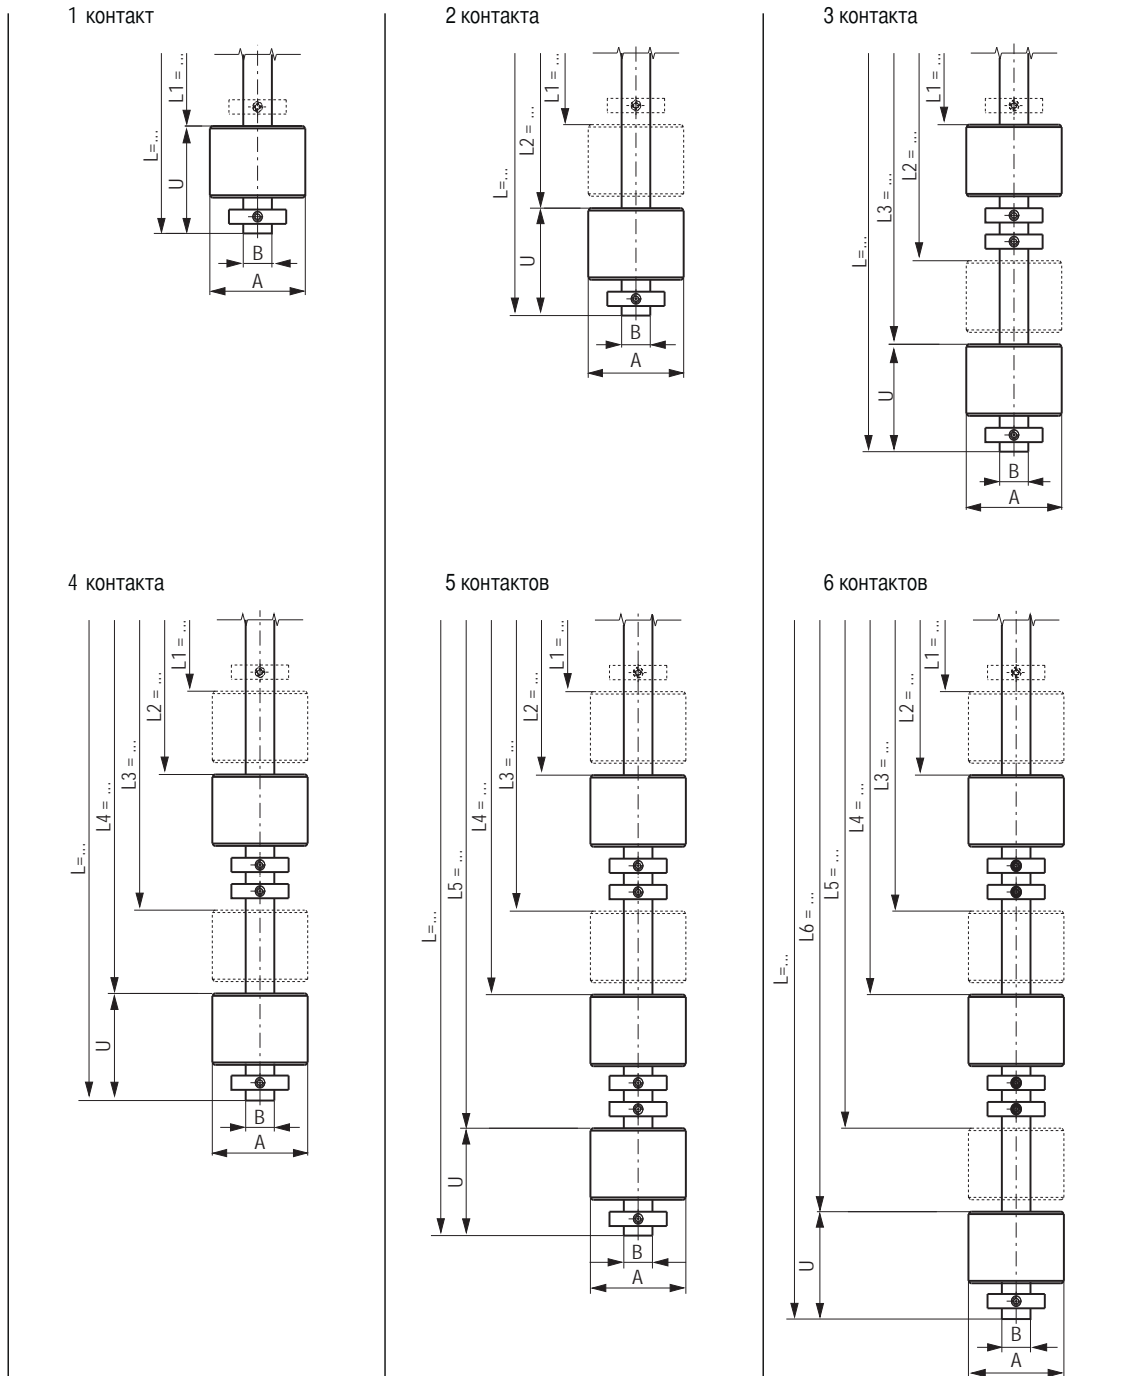 1 контакт
L=...
L1 = ...
U
B
A
2 контакта
L=...
L2 = ...
L1 = ...
U
B
A
3 контакта
L=...
L3 = ...
L2 = ...
L1 = ...
U
B
A
4 контакта
L=...
L4 = ...
L3 = ...
L2 = ...
L1 = ...
U
B
A
5 контактов
L=...
L5 = ...
L4 = ...
L3 = ...
L2 = ...
L1 = ...
U
B
A
6 контактов
L=...
L6 = ...
L5 = ...
L4 = ...
L3 = ...
L2 = ...
L1 = ...
U
B
A